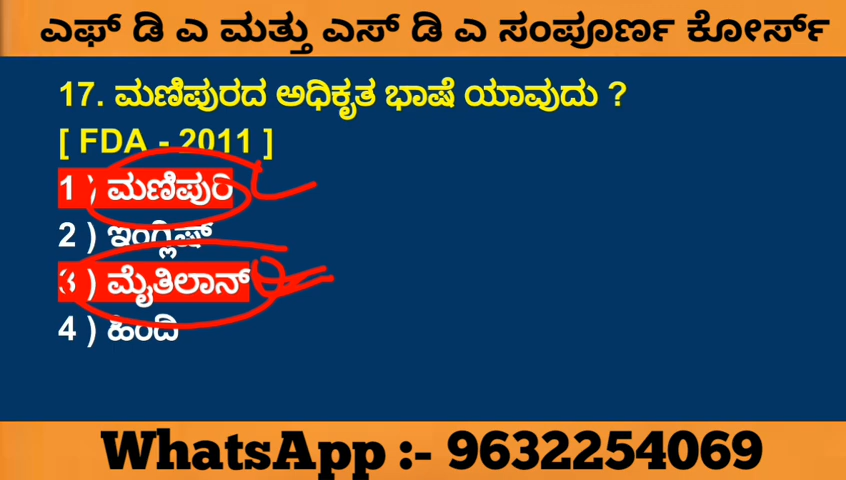 ಎಫ್ ಡಿ ಎ ಮತ್ತು ಎಸ್ ಡಿ ಎ ಸಂಪೂರ್ಣ ಕೋರ್ಸ್
17. ಮಣಿಪುರದ ಅಧಿಕೃತ ಭಾಷೆ ಯಾವುದು ?
[ FDA - 2011 ]
1 ) ಮಣಿಪುರಿ
2 ) ಇಂಗ್ಲಿಷ್
3 ) ಮೈತಿಲಾನ್
4 ) ಹಿಂದಿ
WhatsApp :- 9632254069